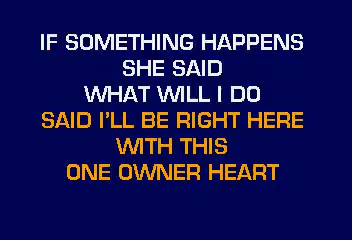 IF SOMETHING HAPPENS
SHE SAID
WHAT WILL I DO
SAID I'LL BE RIGHT HERE
WITH THIS
ONE OWNER HEART